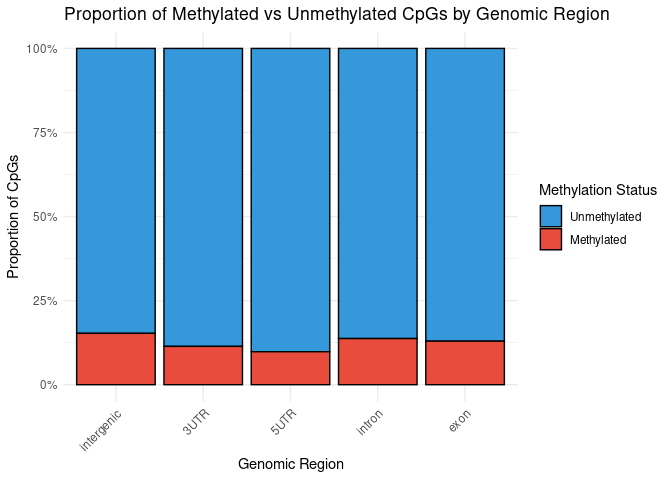 Proportion of Methylated vs Unmethylated CpGs by Genomic Region
100%
75%
50%
25%
0%
Proportion of CpGs
intergenic
3UTR
5UTR
intron
exon
Genomic Region
Methylation Status
Unmethylated
Methylated